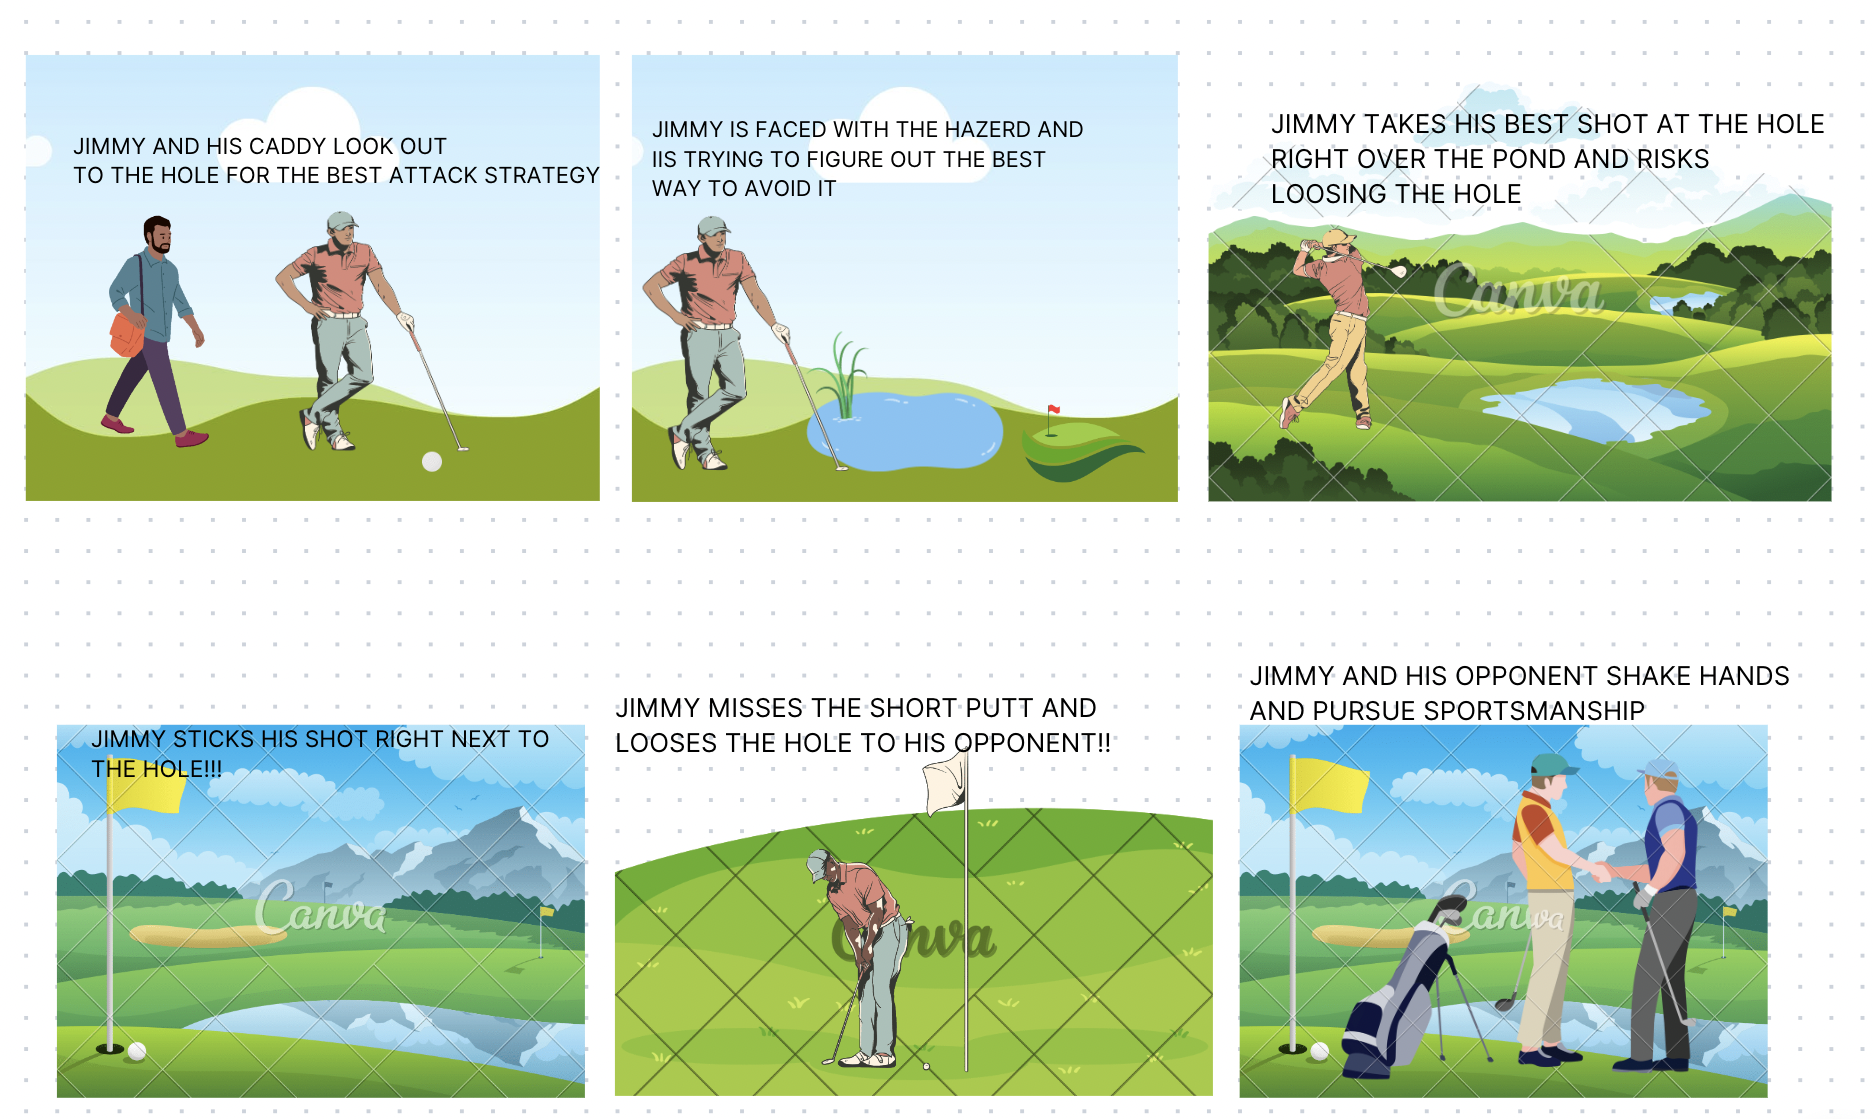 JIMMY AND HIS CADDY LOOK OUT
TO THE HOLE FOR THE BEST ATTACK STRATEGY
JIMMY IS FACED WITH THE HAZERD AND
IIS TRYING TO FIGURE OUT THE BEST
WAY TO AVOID IT
JIMMY TAKES HIS BEST SHOT AT THE HOLE
RIGHT OVER THE POND AND RISKS
LOOSING THE HOLE
Canva
JIMMY STICKS HIS SHOT RIGHT NEXT TO
THE HOLE!!!
Canva
JIMMY MISSES THE SHORT PUTT AND
LOOSES THE HOLE TO HIS OPPONENT!!
Canva
JIMMY AND HIS OPPONENT SHAKE HANDS
AND PURSUE SPORTSMANSHIP
Canva